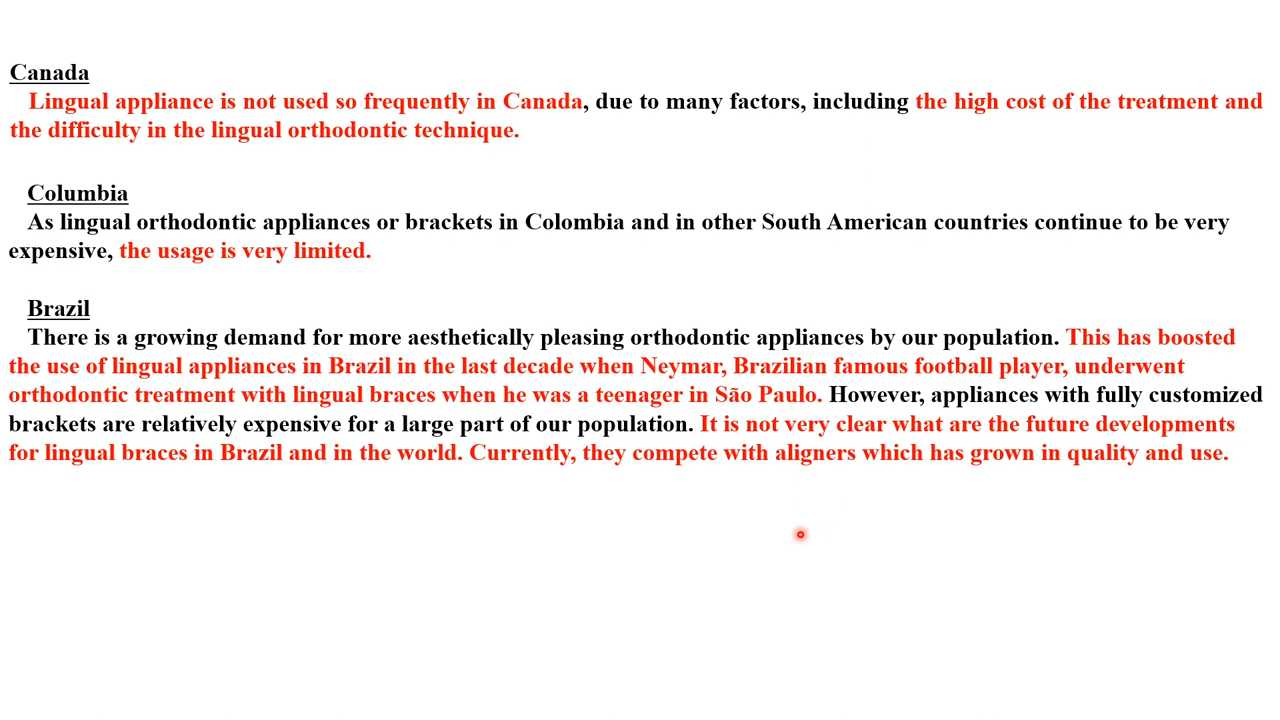 Canada
Lingual appliance is not used so frequently in Canada, due to many factors, including the high cost of the treatment and
the difficulty in the lingual orthodontic technique.
Columbia
As lingual orthodontic appliances or brackets in Colombia and in other South American countries continue to be very
expensive, the usage is very limited.
Brazil
There is a growing demand for more aesthetically pleasing orthodontic appliances by our population. This has boosted
the use of lingual appliances in Brazil in the last decade when Neymar, Brazilian famous football player, underwent
orthodontic treatment with lingual braces when he was a teenager in São Paulo. However, appliances with fully customized
brackets are relatively expensive for a large part of our population. It is not very clear what are the future developments
for lingual braces in Brazil and in the world. Currently, they compete with aligners which has grown in quality and use.